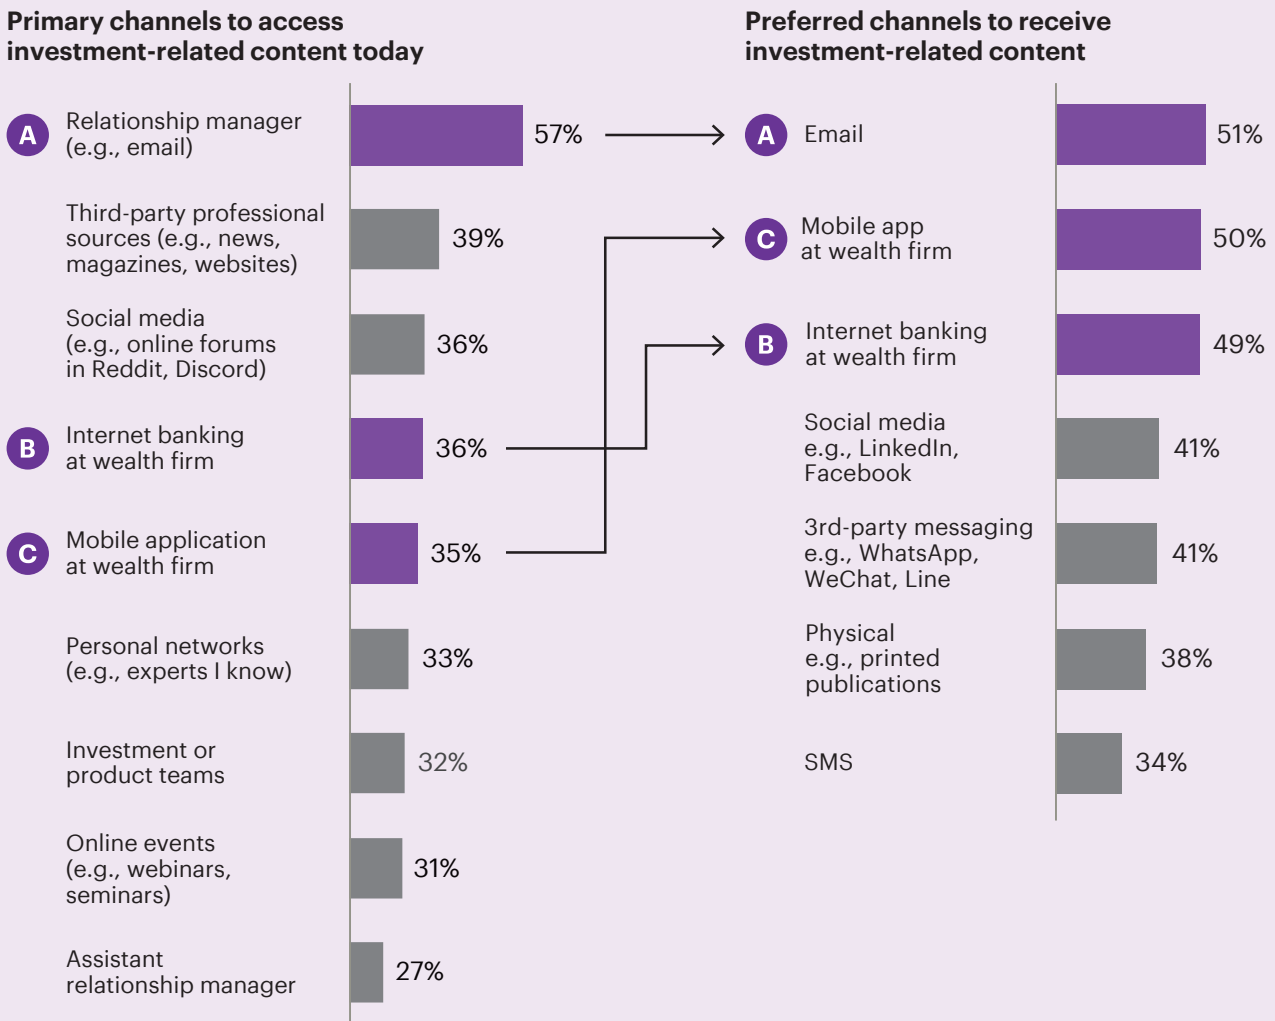 Primary channels to access
investment-related content today
A
Relationship manager
(e.g., email)
57%
Third-party professional
sources (e.g., news,
magazines, websites)
39%
Social media
(e.g., online forums
in Reddit, Discord)
36%
B
Internet banking
at wealth firm
36%
C
Mobile application
at wealth firm
35%
Personal networks
(e.g., experts I know)
33%
Investment or
product teams
32%
Online events
(e.g., webinars,
seminars)
31%
Assistant
relationship manager
27%
Preferred channels to receive
investment-related content
A
Email
51%
C
Mobile app
at wealth firm
50%
B
Internet banking
at wealth firm
49%
Social media
e.g., LinkedIn,
Facebook
41%
3rd-party messaging
e.g., WhatsApp,
WeChat, Line
41%
Physical
e.g., printed
publications
38%
SMS
34%